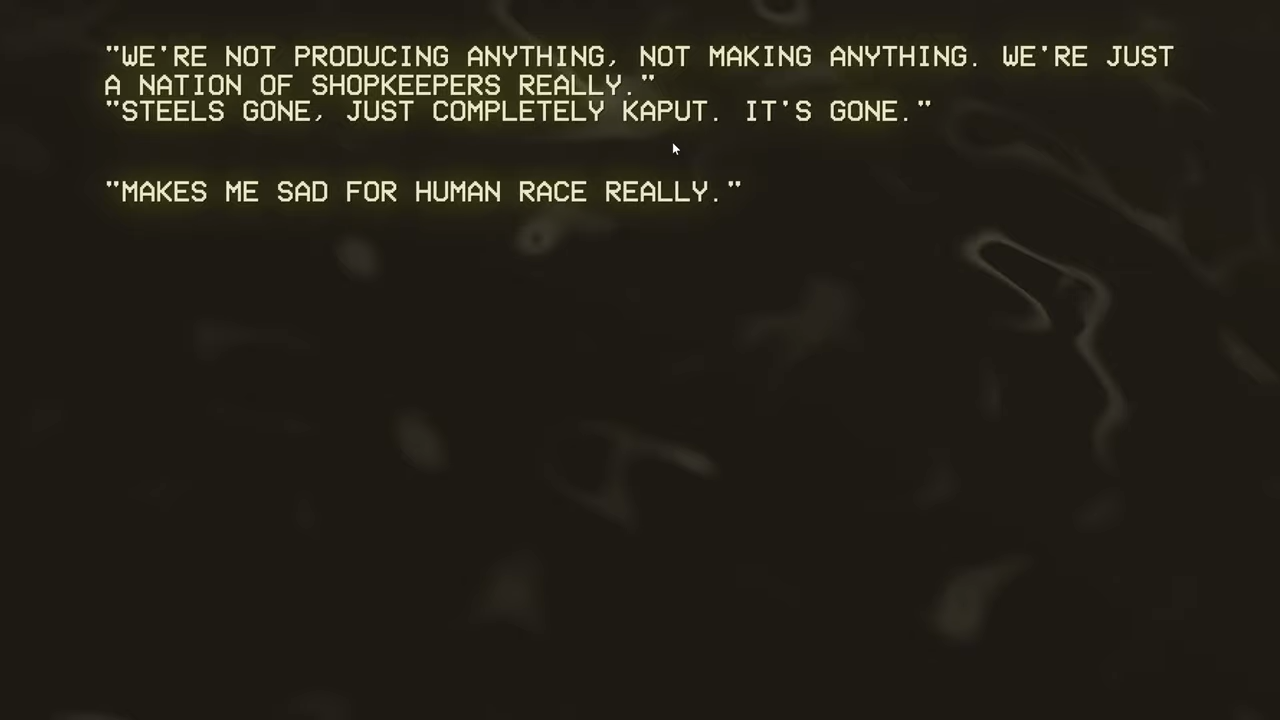 "WE'RE NOT PRODUCING ANYTHING, NOT MAKING ANYTHING. WE'RE JUST
A NATION OF SHOPKEEPERS REALLY."
"STEELS GONE, JUST COMPLETELY KAPUT. IT'S GONE."
"MAKES ME SAD FOR HUMAN RACE REALLY."